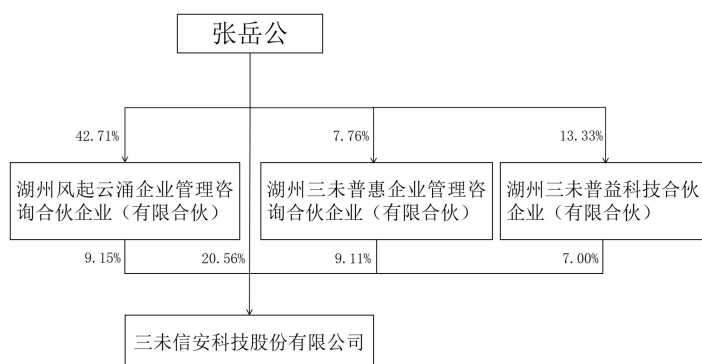 张岳公
42.71%
7.76%
13.33%
湖州风起云涌企业管理咨
询合伙企业（有限合伙）
湖州三未普惠企业管理咨
询合伙企业（有限合伙）
湖州三未普益科技合伙
企业（有限合伙）
9.15%
20.56%
9.11%
7.00%
三未信安科技股份有限公司